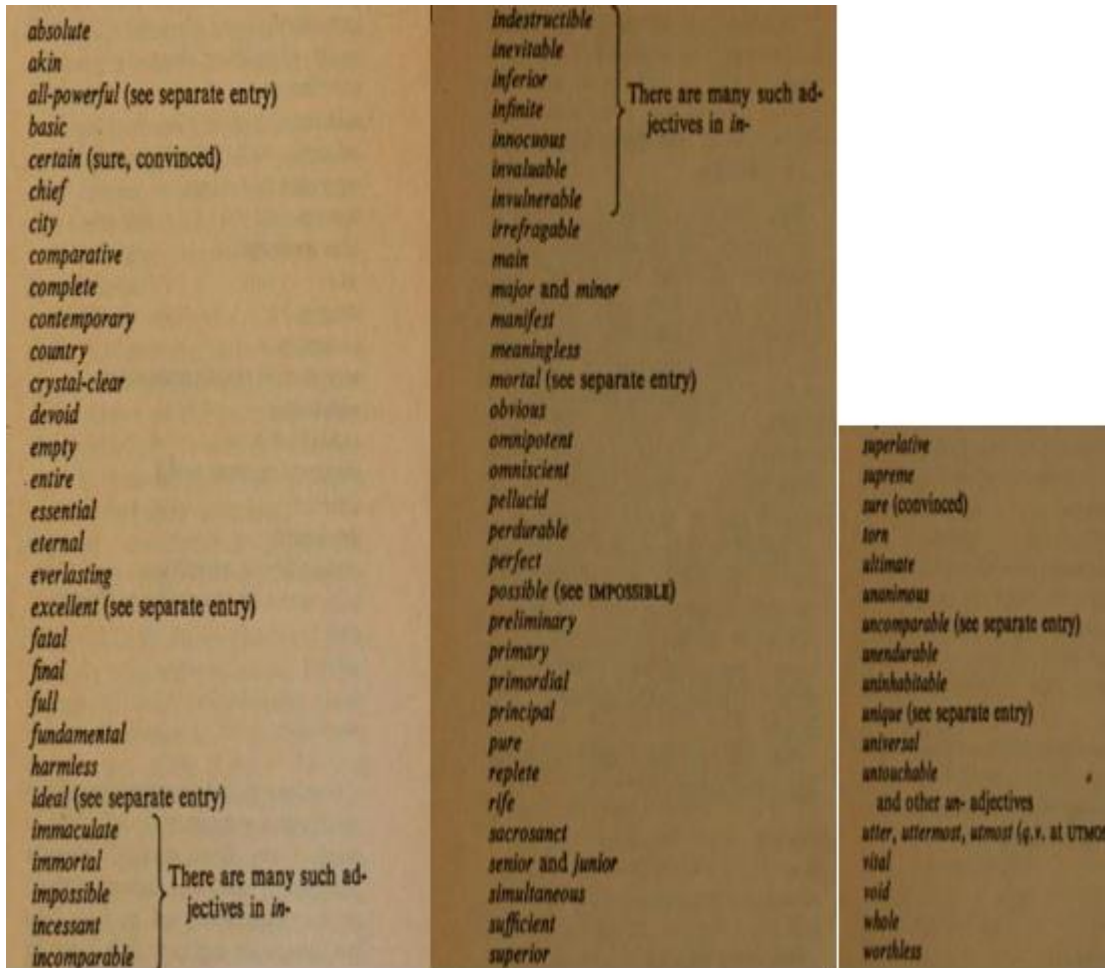 absolute
akin
all-powerful (see separate entry)
basic
certain (sure, convinced)
chief
city
comparative
complete
contemporary
country
crystal-clear
devoid
empty
entire
essential
eternal
everlasting
excellent (see separate entry)
fatal
final
full
fundamental
harmless
ideal (see separate entry)
immaculate
immortal
impossible
incessant
incomparable
There are many such ad-
jectives in in-
indestructible
inevitable
inferior
infinite
innocuous
invaluable
invulnerable
There are many such ad-
jectives in in-
irrefragable
main
major and minor
manifest
meaningless
mortal (see separate entry)
obvious
omnipotent
omniscient
pellucid
perdurable
perfect
possible (see IMPOSSIBLE)
preliminary
primary
primordial
principal
pure
replete
rife
sacrosanct
senior and junior
simultaneous
sufficient
superior
superlative
supreme
sure (convinced)
torn
ultimate
unanimous
uncomparable (see separate entry)
unendurable
uninhabitable
unique (see separate entry)
universal
untouchable
and other un- adjectives
utter, uttermost, utmost (q.v. at UTMOS
vital
void
whole
worthless